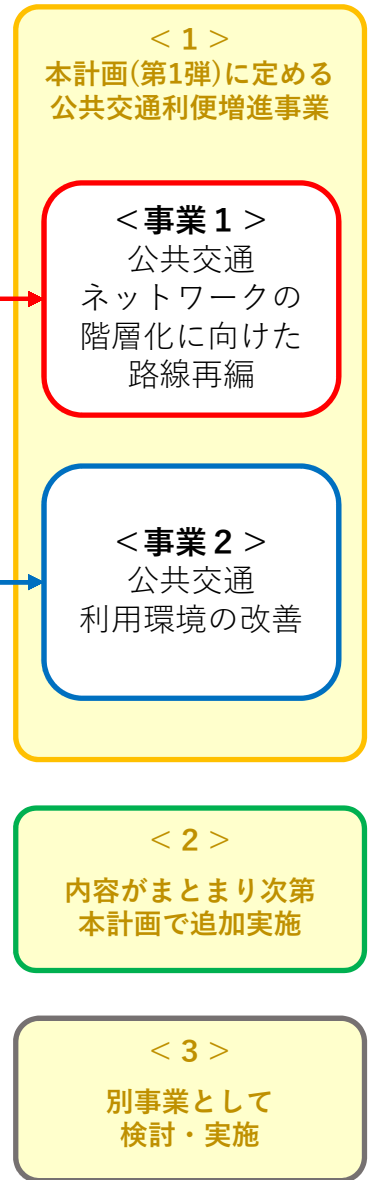 ＜1＞
本計画(第1弾)に定める
公共交通利便増進事業
＜事業1＞
公共交通
ネットワークの
階層化に向けた
路線再編
＜事業2＞
公共交通
利用環境の改善
＜2＞
内容がまとまり次第
本計画で追加実施
＜3＞
別事業として
検討・実施